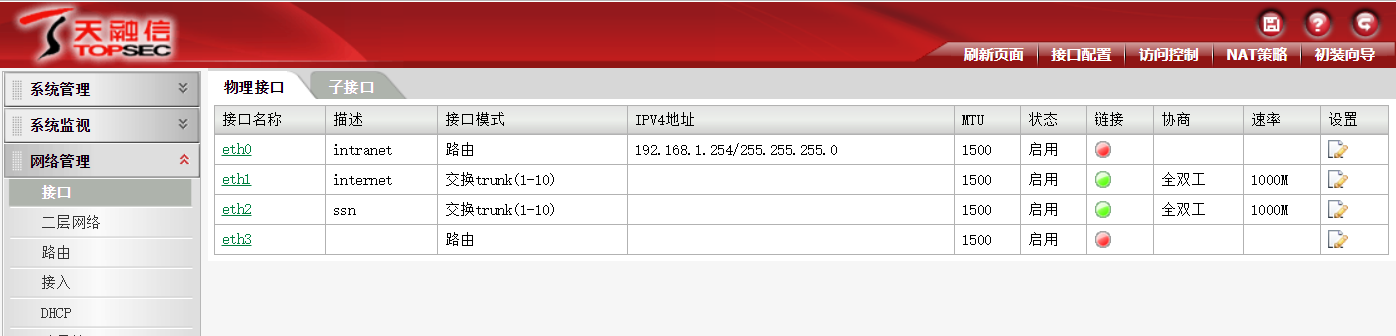 天融信
TOPSEC
刷新页面 接口配置 访问控制 NAT策略 初装向导
系统管理
系统监视
网络管理
接口
二层网络
路由
接入
DHCP
物理接口 子接口
接口名称 描述 接口模式 IPV4地址 MTU 状态 链接 协商 速率 设置
eth0 intranet 路由 192.168.1.254/255.255.255.0 1500 启用
eth1 internet 交换trunk(1-10) 1500 启用 全双工 1000M
eth2 ssn 交换trunk(1-10) 1500 启用 全双工 1000M
eth3 路由 1500 启用